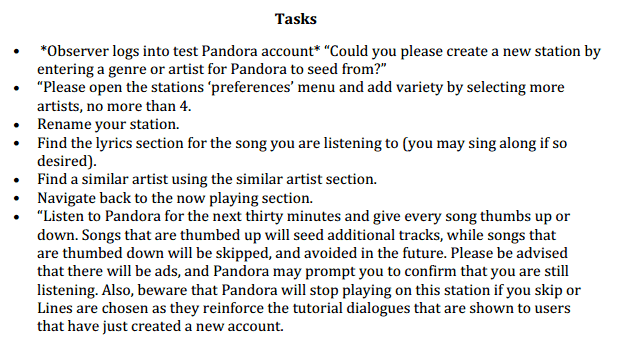 Tasks
• *Observer logs into test Pandora account* “Could you please create a new station by
entering a genre or artist for Pandora to seed from?”
• “Please open the stations ‘preferences’ menu and add variety by selecting more
artists, no more than 4.
• Rename your station.
• Find the lyrics section for the song you are listening to (you may sing along if so
desired).
• Find a similar artist using the similar artist section.
• Navigate back to the now playing section.
• “Listen to Pandora for the next thirty minutes and give every song thumbs up or
down. Songs that are thumbed up will seed additional tracks, while songs that
are thumbed down will be skipped, and avoided in the future. Please be advised
that there will be ads, and Pandora may prompt you to confirm that you are still
listening. Also, beware that Pandora will stop playing on this station if you skip or
Lines are chosen as they reinforce the tutorial dialogues that are shown to users
that have just created a new account.